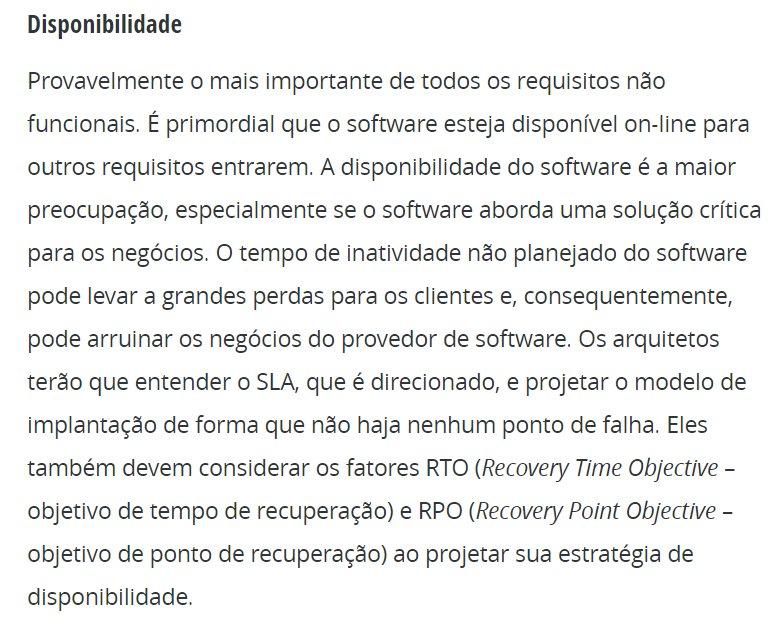 Disponibilidade
Provavelmente o mais importante de todos os requisitos não
funcionais. É primordial que o software esteja disponível on-line para
outros requisitos entrarem. A disponibilidade do software é a maior
preocupação, especialmente se o software aborda uma solução crítica
para os negócios. O tempo de inatividade não planejado do software
pode levar a grandes perdas para os clientes e, consequentemente,
pode arruinar os negócios do provedor de software. Os arquitetos
terão que entender o SLA, que é direcionado, e projetar o modelo de
implantação de forma que não haja nenhum ponto de falha. Eles
também devem considerar os fatores RTO (Recovery Time Objective –
objetivo de tempo de recuperação) e RPO (Recovery Point Objective –
objetivo de ponto de recuperação) ao projetar sua estratégia de
disponibilidade.